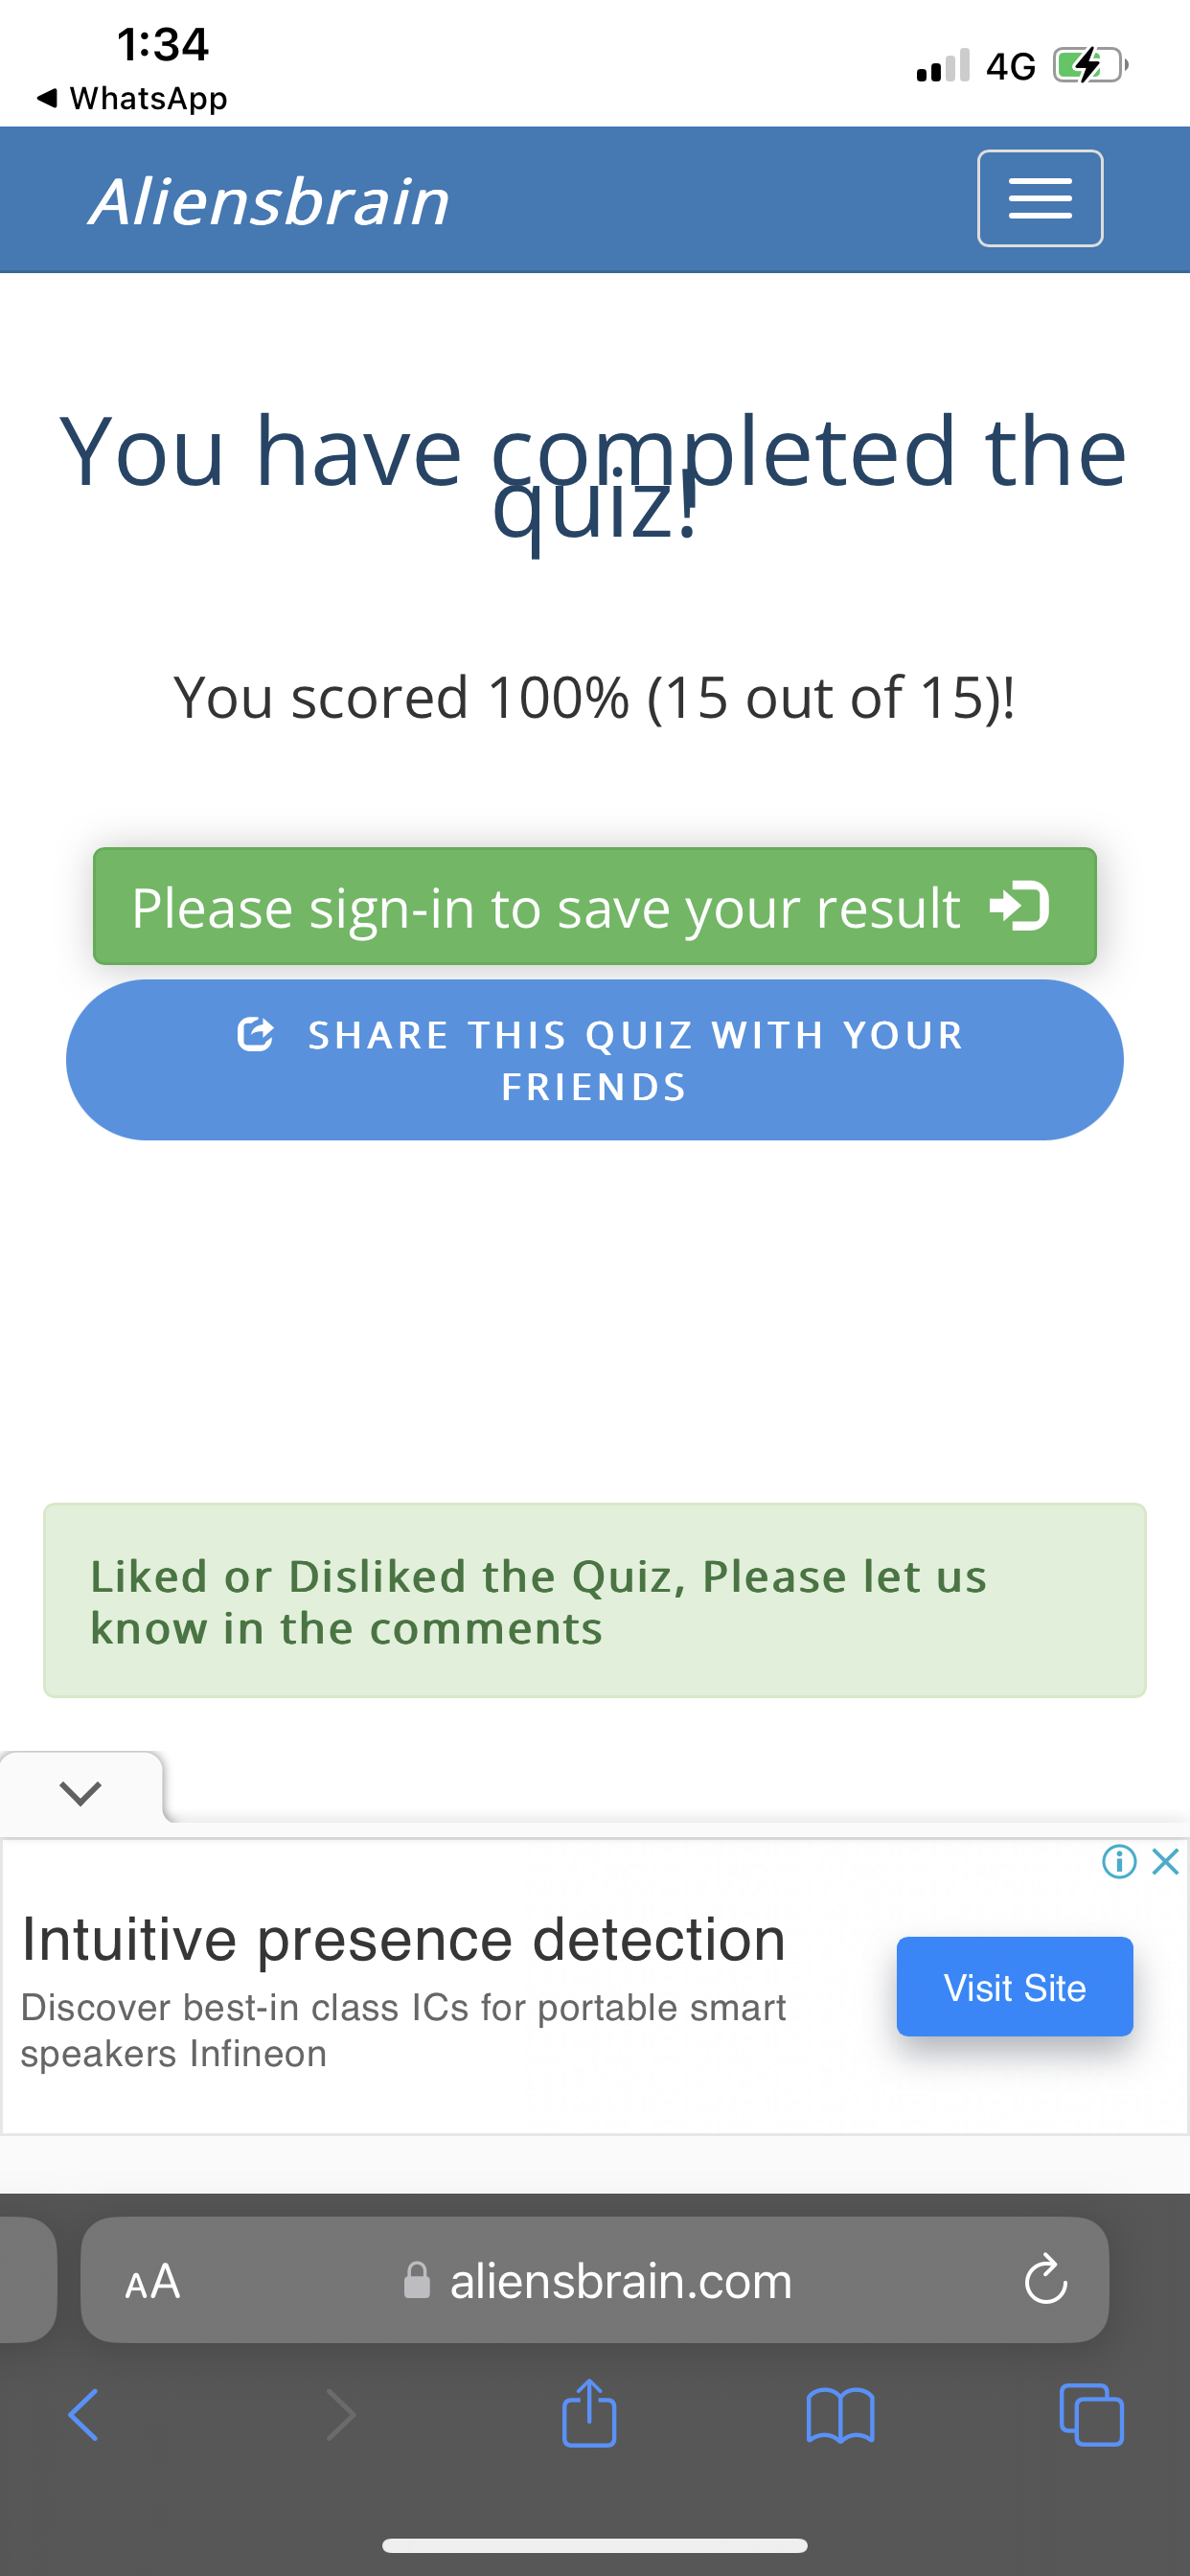 1:34
WhatsApp
4G
Aliensbrain
You have completed the
quiz!
You scored 100% (15 out of 15)!
Please sign-in to save your result
SHARE THIS QUIZ WITH YOUR
FRIENDS
Liked or Disliked the Quiz, Please let us
know in the comments
Intuitive presence detection
Discover best-in class ICs for portable smart
speakers Infineon
Visit Site
AA
aliensbrain.com